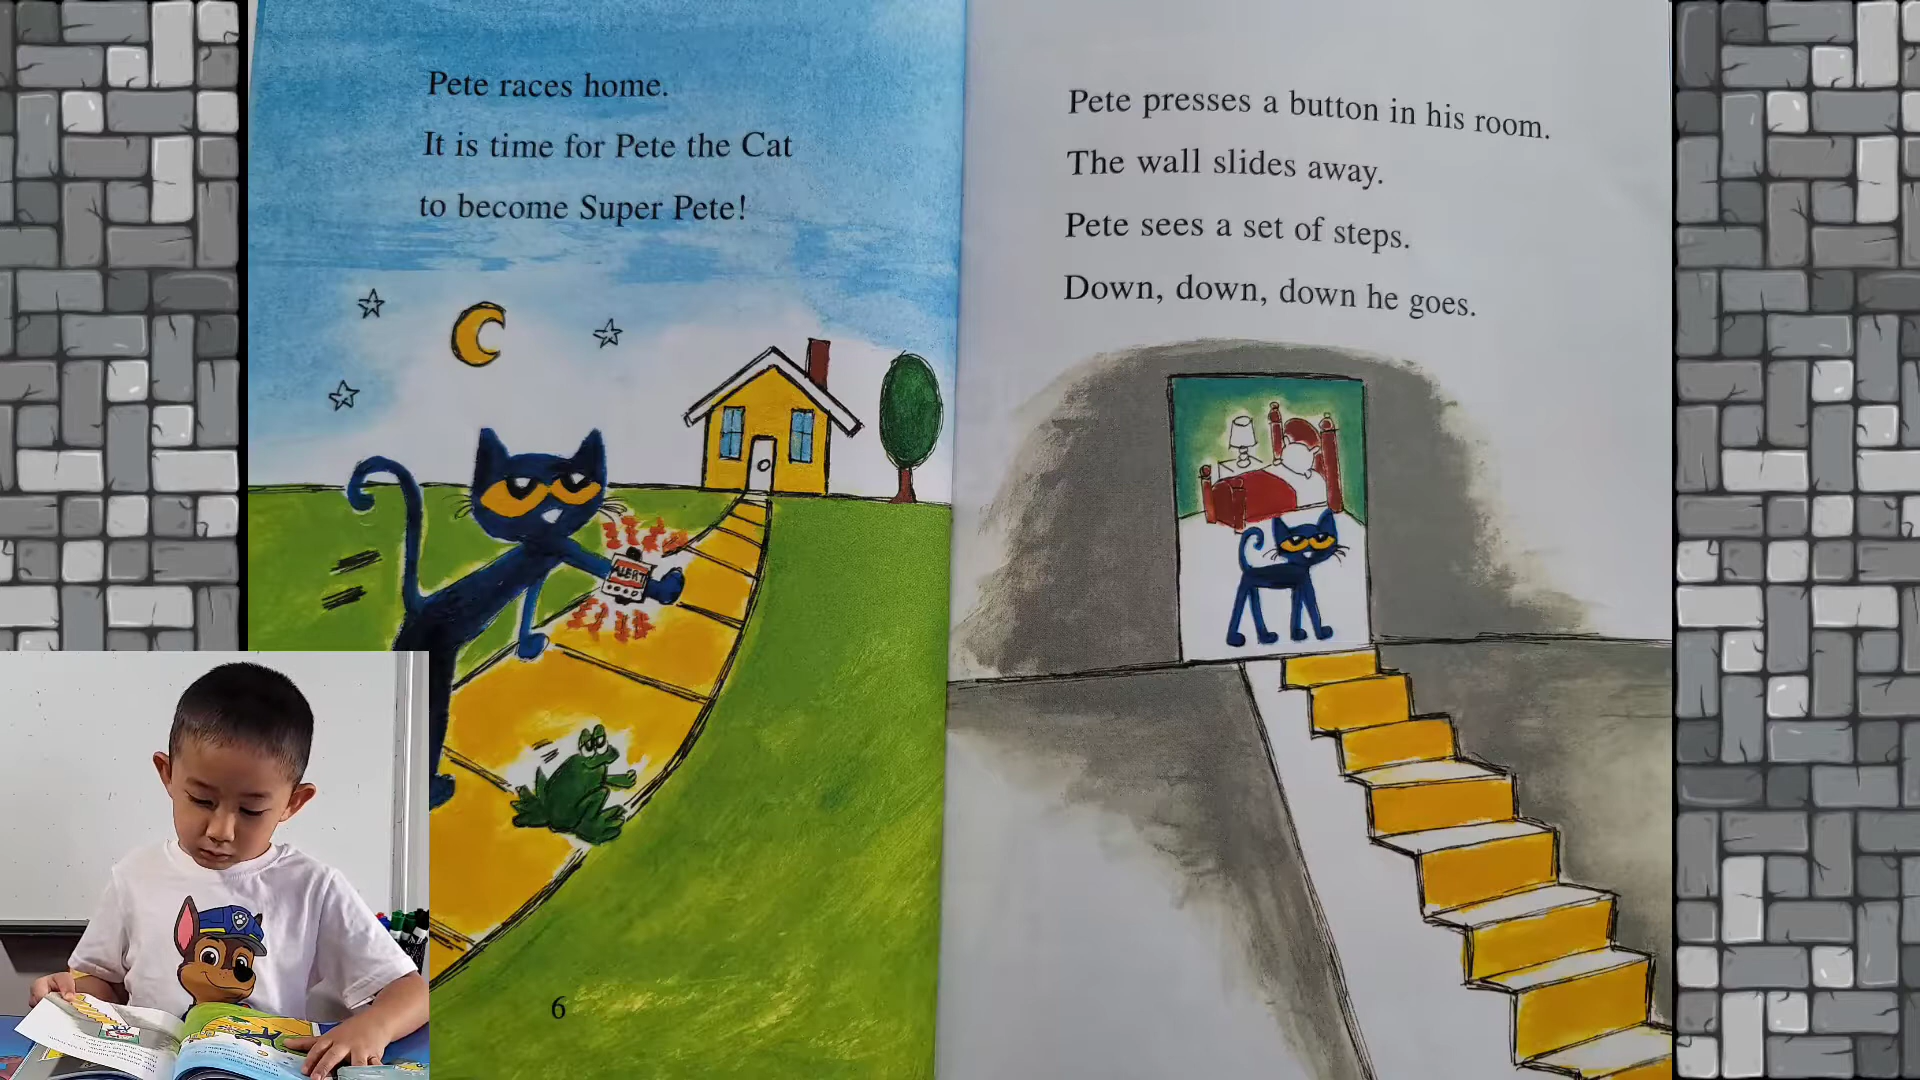 Pete races home.
It is time for Pete the Cat
to become Super Pete!
ALERT
6
Pete presses a button in his room.
The wall slides away.
Pete sees a set of steps.
Down, down, down he goes.